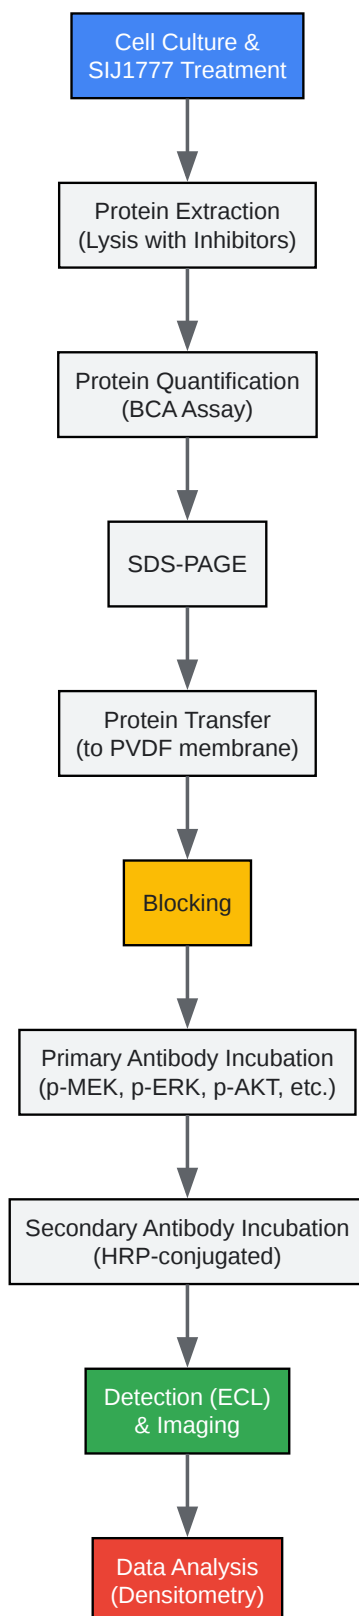 Cell Culture &
SIJ1777 Treatment
Protein Extraction
(Lysis with Inhibitors)
Protein Quantification
(BCA Assay)
SDS-PAGE
Protein Transfer
(to PVDF membrane)
Blocking
Primary Antibody Incubation
(p-MEK, p-ERK, p-AKT, etc.)
Secondary Antibody Incubation
(HRP-conjugated)
Detection (ECL)
& Imaging
Data Analysis
(Densitometry)